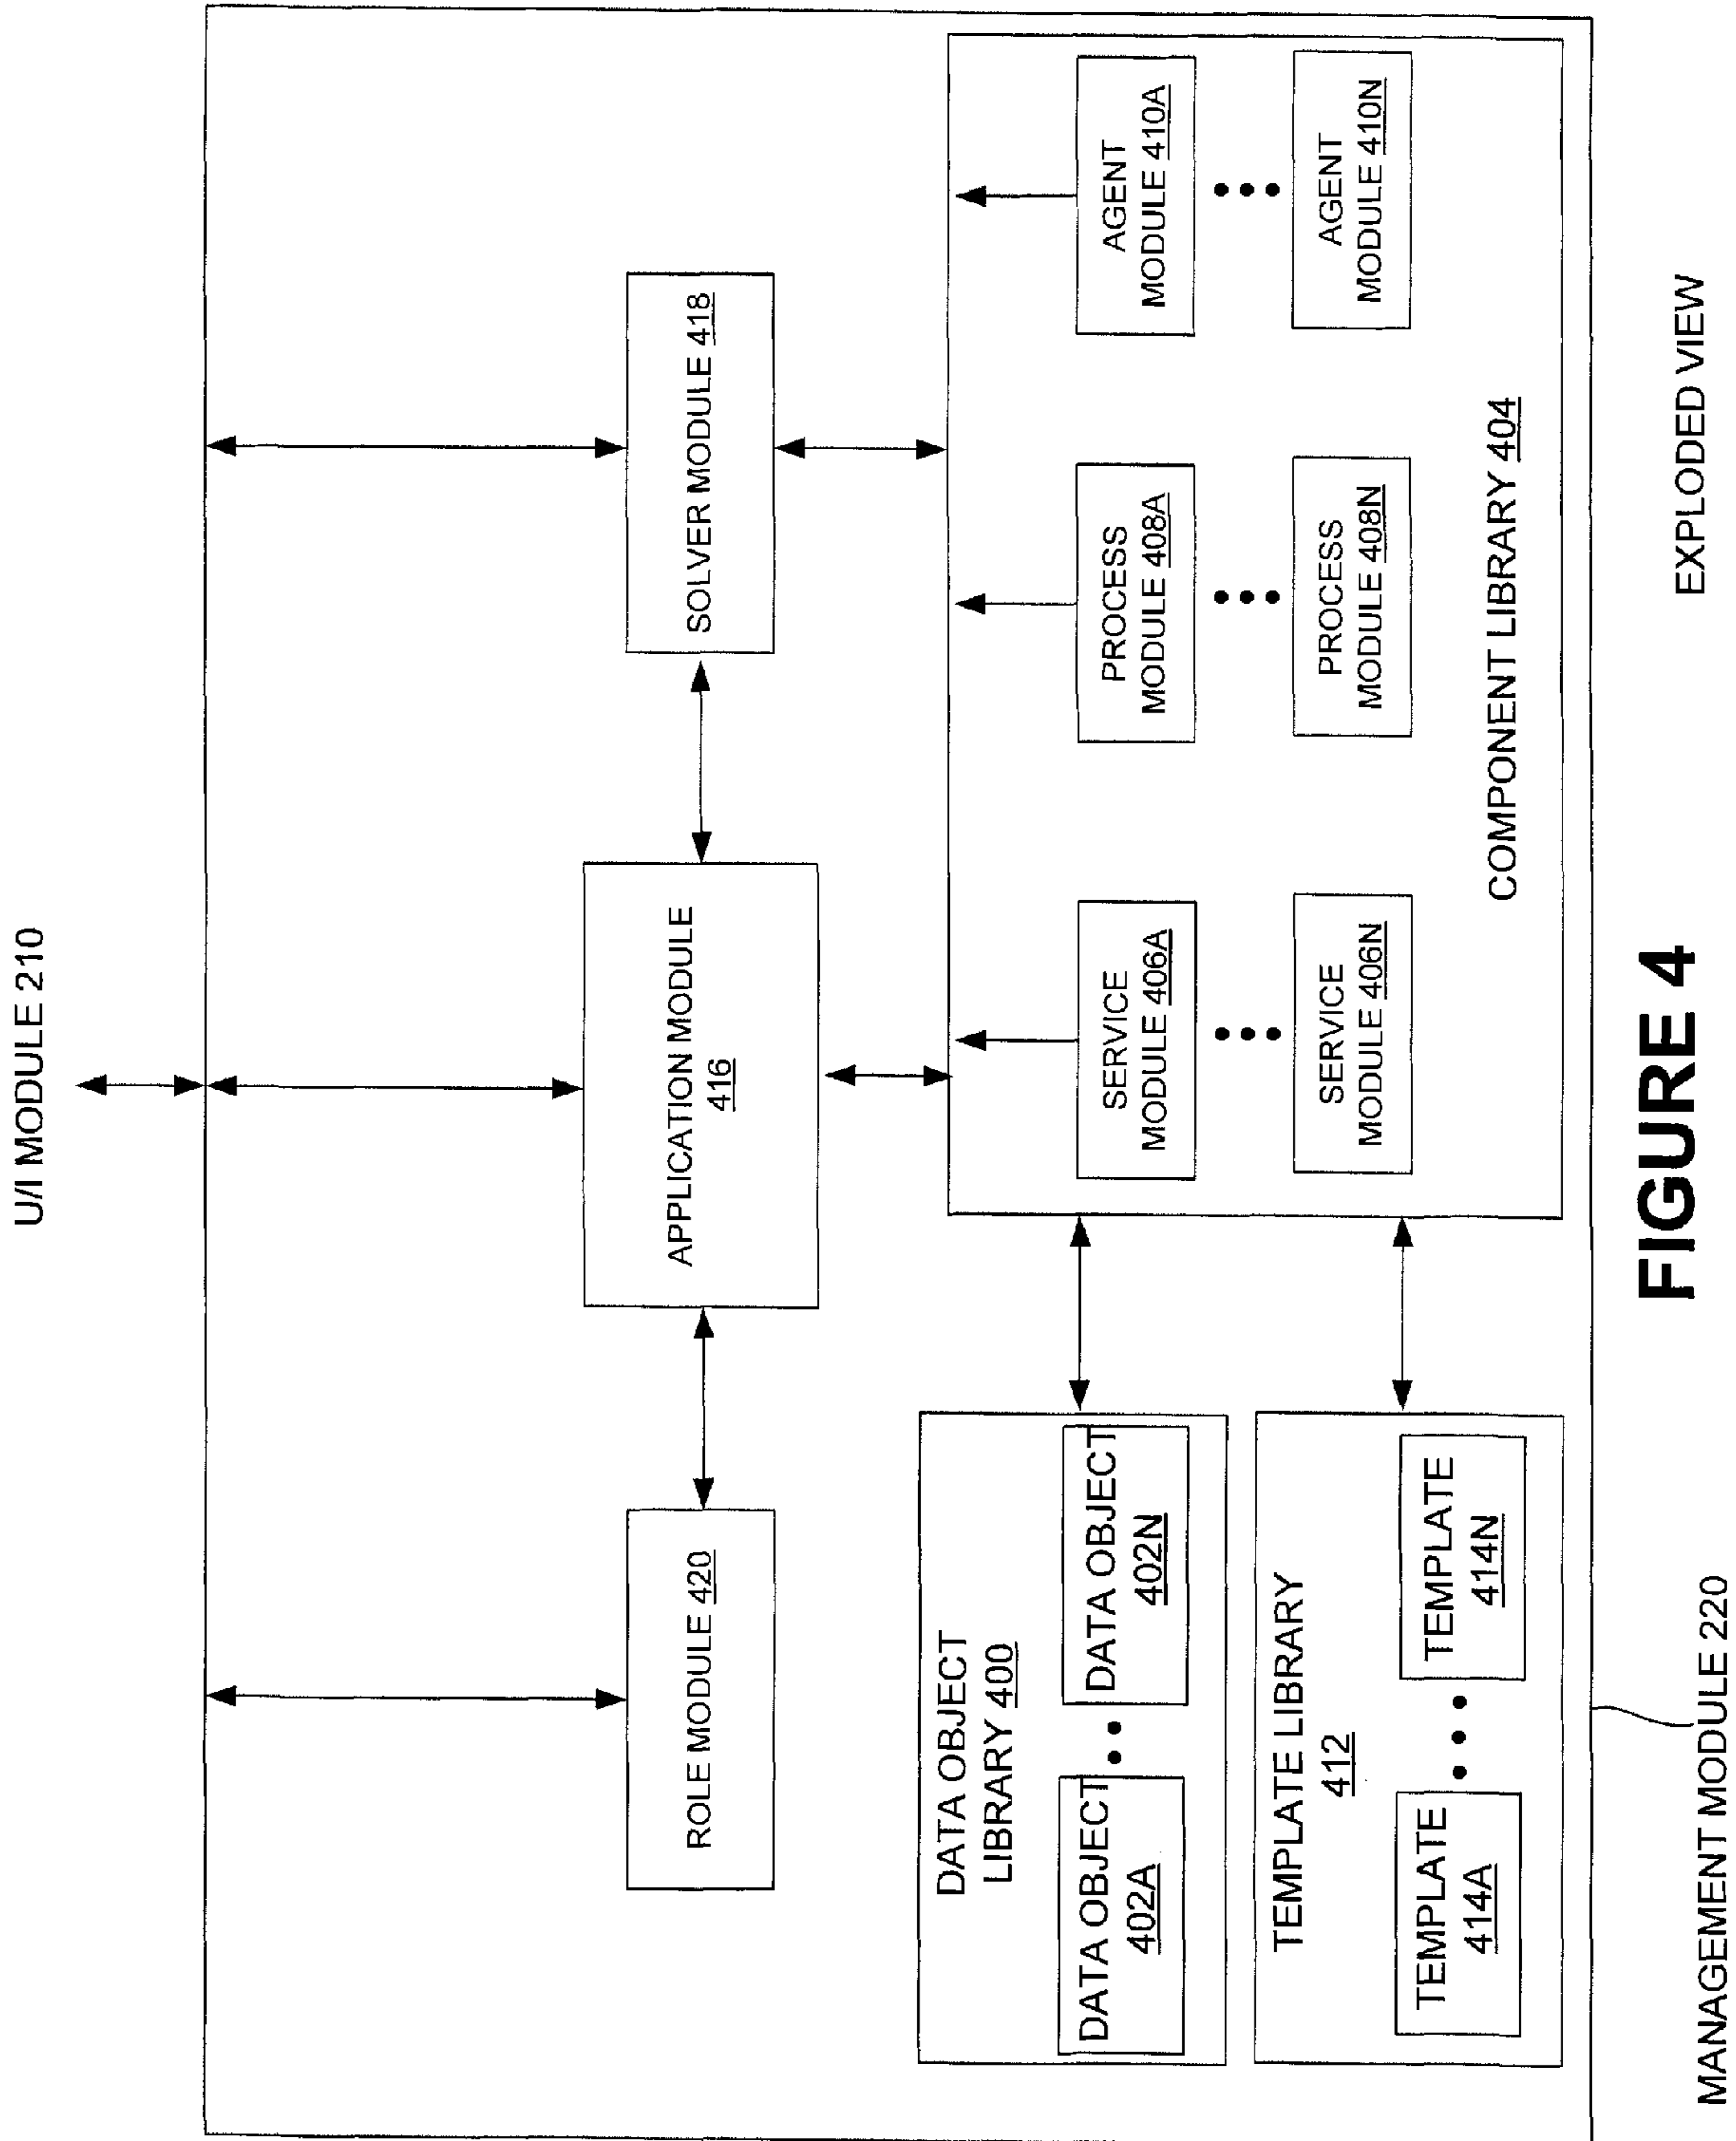 U/I MODULE 210
ROLE MODULE 420
APPLICATION MODULE
416
SOLVER MODULE 418
DATA OBJECT
LIBRARY 400
DATA OBJECT
402A
DATA OBJECT
402N
TEMPLATE LIBRARY
412
TEMPLATE
414A
TEMPLATE
414N
SERVICE
MODULE 406A
PROCESS
MODULE 408A
AGENT
MODULE 410A
SERVICE
MODULE 406N
PROCESS
MODULE 408N
AGENT
MODULE 410N
COMPONENT LIBRARY 404
MANAGEMENT MODULE 220
FIGURE 4
EXPLODED VIEW